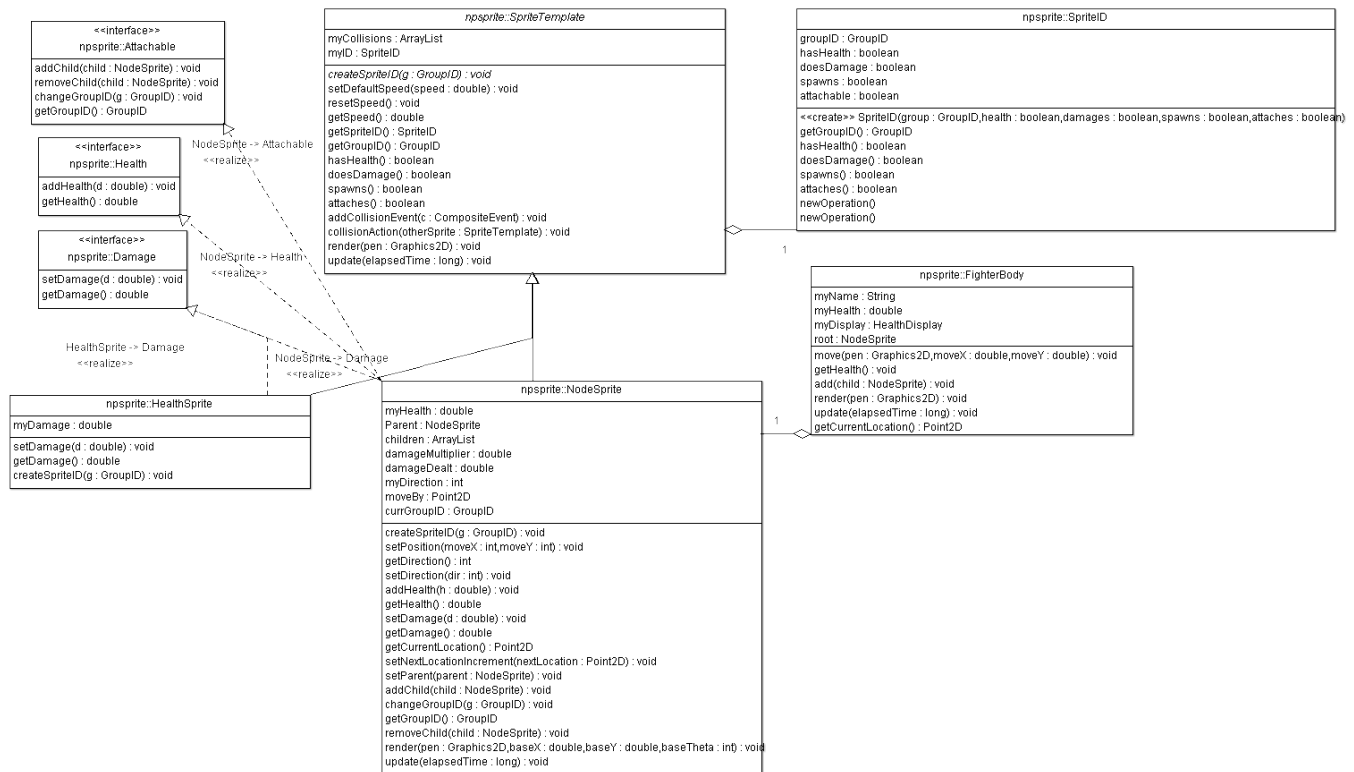 <<interface>>
npsprite::Attachable
addChild(child : NodeSprite) : void
removeChild(child : NodeSprite) : void
changeGroupID(g : GroupID) : void
getGroupID() : GroupID
<<interface>>
npsprite::Health
addHealth(d : double) : void
getHealth() : double
<<interface>>
npsprite::Damage
setDamage(d : double) : void
getDamage() : double
NodeSprite -> Attachable
<<realize>>
NodeSprite -> Health
<<realize>>
HealthSprite -> Damage
<<realize>>
NodeSprite -> Damage
<<realize>>
npsprite::SpriteTemplate
myCollisions : ArrayList
myID : SpriteID
createSpriteID(g : GroupID) : void
setDefaultSpeed(speed : double) : void
resetSpeed() : void
getSpeed() : double
getSpriteID() : SpriteID
getGroupID() : GroupID
hasHealth() : boolean
doesDamage() : boolean
spawns() : boolean
attaches() : boolean
addCollisionEvent(c : CompositeEvent) : void
collisionAction(otherSprite : SpriteTemplate) : void
render(pen : Graphics2D) : void
update(elapsedTime : long) : void
npsprite::SpriteID
groupID : GroupID
hasHealth : boolean
doesDamage : boolean
spawns : boolean
attachable : boolean
<<create>> SpriteID(group : GroupID,health : boolean,damages : boolean,spawns : boolean,attaches : boolean)
getGroupID() : GroupID
hasHealth() : boolean
doesDamage() : boolean
spawns() : boolean
attaches() : boolean
newOperation()
newOperation()
1
npsprite::FighterBody
myName : String
myHealth : double
myDisplay : HealthDisplay
root : NodeSprite
move(pen : Graphics2D,moveX : double,moveY : double) : void
getHealth() : void
add(child : NodeSprite) : void
render(pen : Graphics2D) : void
update(elapsedTime : long) : void
getCurrentLocation() : Point2D
1
npsprite::HealthSprite
myDamage : double
setDamage(d : double) : void
getDamage() : double
createSpriteID(g : GroupID) : void
npsprite::NodeSprite
myHealth : double
Parent : NodeSprite
children : ArrayList
damageMultiplier : double
damageDealt : double
myDirection : int
moveBy : Point2D
currGroupID : GroupID
createSpriteID(g : GroupID) : void
setPosition(moveX : int,moveY : int) : void
getDirection() : int
setDirection(dir : int) : void
addHealth(h : double) : void
getHealth() : double
setDamage(d : double) : void
getDamage() : double
getCurrentLocation() : Point2D
setNextLocationIncrement(nextLocation : Point2D) : void
setParent(parent : NodeSprite) : void
addChild(child : NodeSprite) : void
changeGroupID(g : GroupID) : void
getGroupID() : GroupID
removeChild(child : NodeSprite) : void
render(pen : Graphics2D,baseX : double,baseY : double,baseTheta : int) : void
update(elapsedTime : long) : void